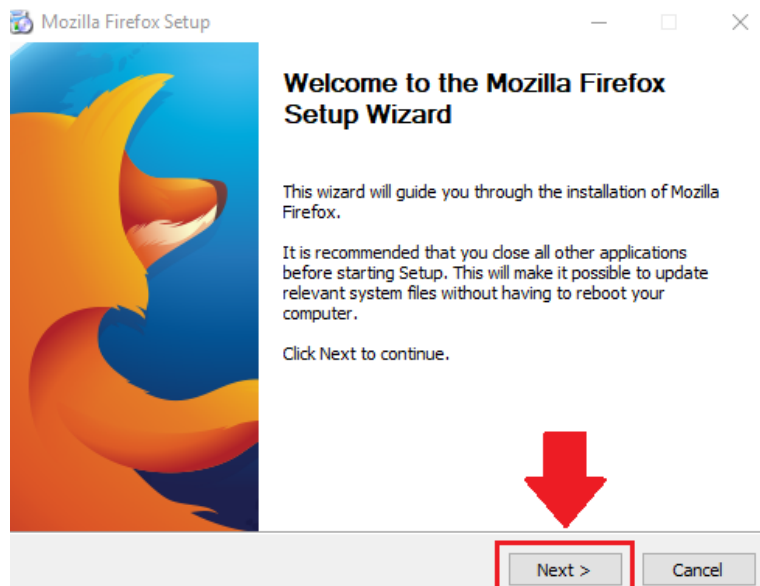 Mozilla Firefox Setup
Welcome to the Mozilla Firefox
Setup Wizard
This wizard will guide you through the installation of Mozilla
Firefox.
It is recommended that you close all other applications
before starting Setup. This will make it possible to update
relevant system files without having to reboot your
computer.
Click Next to continue.
Next >
Cancel